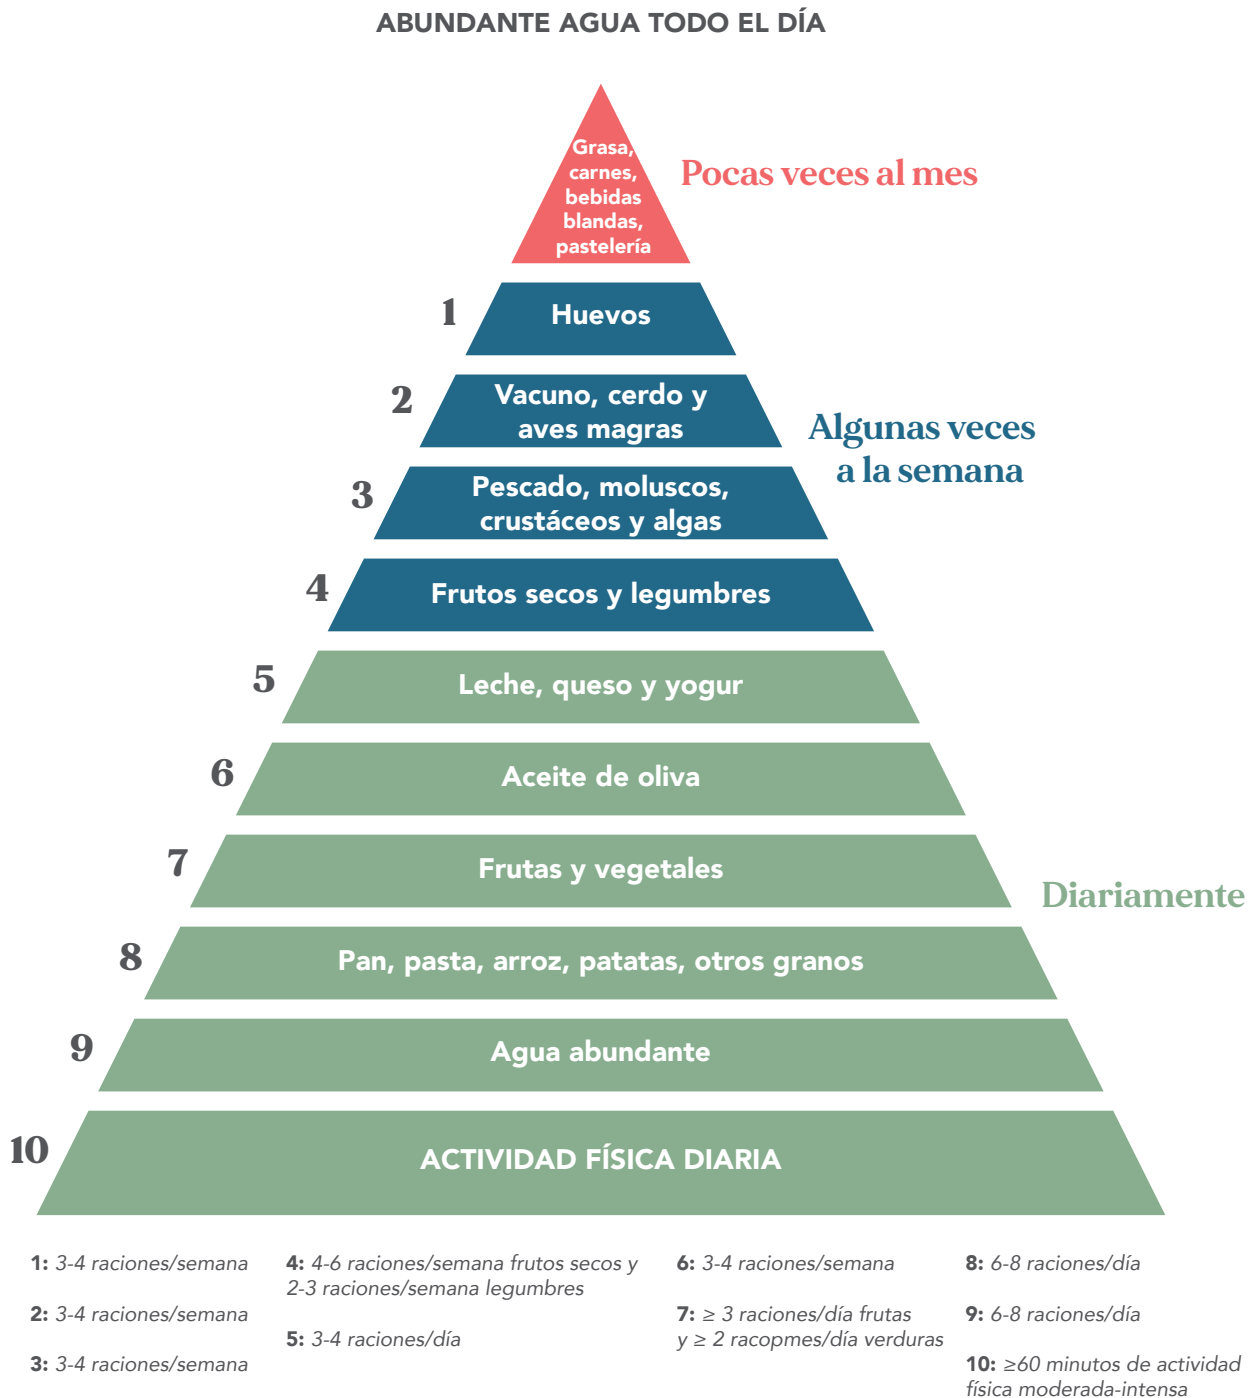 ABUNDANTE AGUA TODO EL DÍA
Grasa,
carnes,
bebidas
blandas,
pastelería
Pocas veces al mes
1
Huevos
2
Vacuno, cerdo y
aves magras
Algunas veces
a la semana
3
Pescado, moluscos,
crustáceos y algas
4
Frutos secos y legumbres
5
Leche, queso y yogur
6
Aceite de oliva
7
Frutas y vegetales
Diariamente
8
Pan, pasta, arroz, patatas, otros granos
9
Agua abundante
10
ACTIVIDAD FÍSICA DIARIA
1: 3-4 raciones/semana
2: 3-4 raciones/semana
3: 3-4 raciones/semana
4: 4-6 raciones/semana frutos secos y
2-3 raciones/semana legumbres
5: 3-4 raciones/día
6: 3-4 raciones/semana
7: ≥ 3 raciones/día frutas
y ≥ 2 racopmes/día verduras
8: 6-8 raciones/día
9: 6-8 raciones/día
10: ≥60 minutos de actividad
física moderada-intensa